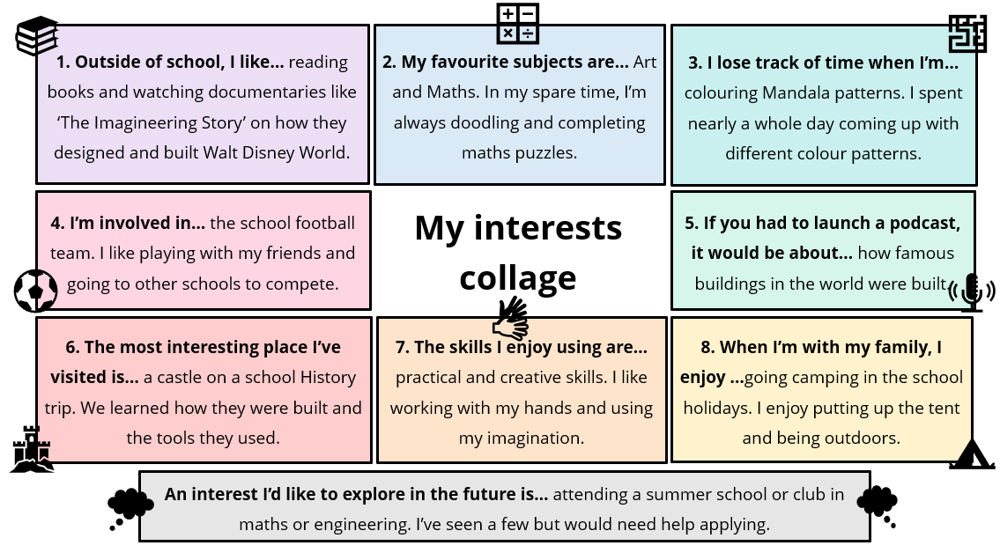 1. Outside of school, I like... reading
books and watching documentaries like
‘The Imagineering Story’ on how they
designed and built Walt Disney World.
2. My favourite subjects are... Art
and Maths. In my spare time, I’m
always doodling and completing
maths puzzles.
3. I lose track of time when I’m...
colouring Mandala patterns. I spent
nearly a whole day coming up with
different colour patterns.
4. I’m involved in... the school football
team. I like playing with my friends and
going to other schools to compete.
My interests
collage
5. If you had to launch a podcast,
it would be about... how famous
buildings in the world were built.
6. The most interesting place I’ve
visited is... a castle on a school History
trip. We learned how they were built and
the tools they used.
7. The skills I enjoy using are...
practical and creative skills. I like
working with my hands and using
my imagination.
8. When I’m with my family, I
enjoy ...going camping in the school
holidays. I enjoy putting up the tent
and being outdoors.
An interest I’d like to explore in the future is... attending a summer school or club in
maths or engineering. I’ve seen a few but would need help applying.